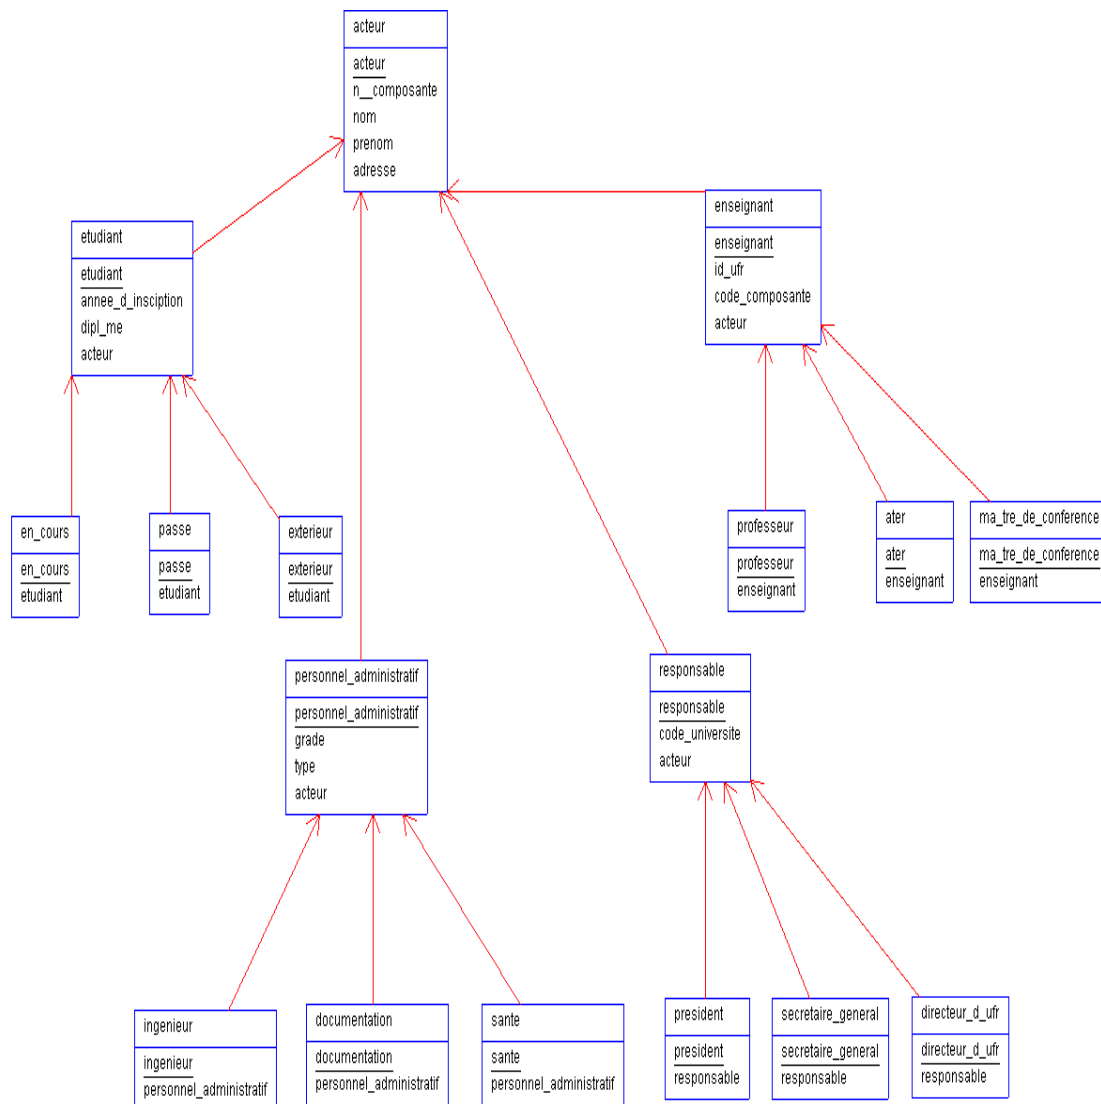 acteur
acteur
n__composante
nom
prenom
adresse
etudiant
etudiant
annee_d_insciption
dipl_me
acteur
enseignant
enseignant
id_ufr
code_composante
acteur
en_cours
en_cours
etudiant
passe
passe
etudiant
exterieur
exterieur
etudiant
professeur
professeur
enseignant
ater
ater
enseignant
ma_tre_de_conference
ma_tre_de_conference
enseignant
personnel_administratif
personnel_administratif
grade
type
acteur
responsable
responsable
code_universite
acteur
ingenieur
ingenieur
personnel_administratif
documentation
documentation
personnel_administratif
sante
sante
personnel_administratif
president
president
responsable
secretaire_general
secretaire_general
responsable
directeur_d_ufr
directeur_d_ufr
responsable